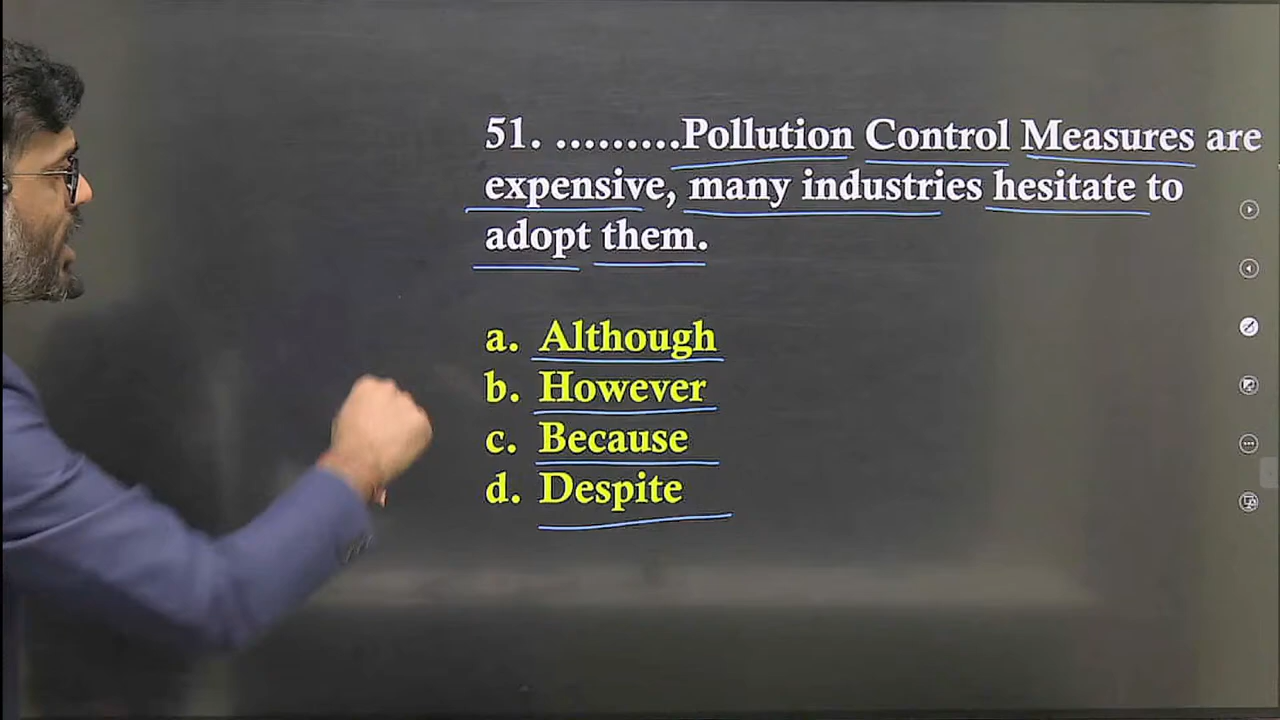 51. ..........Pollution Control Measures are
expensive, many industries hesitate to
adopt them.
a. Although
b. However
c. Because
d. Despite